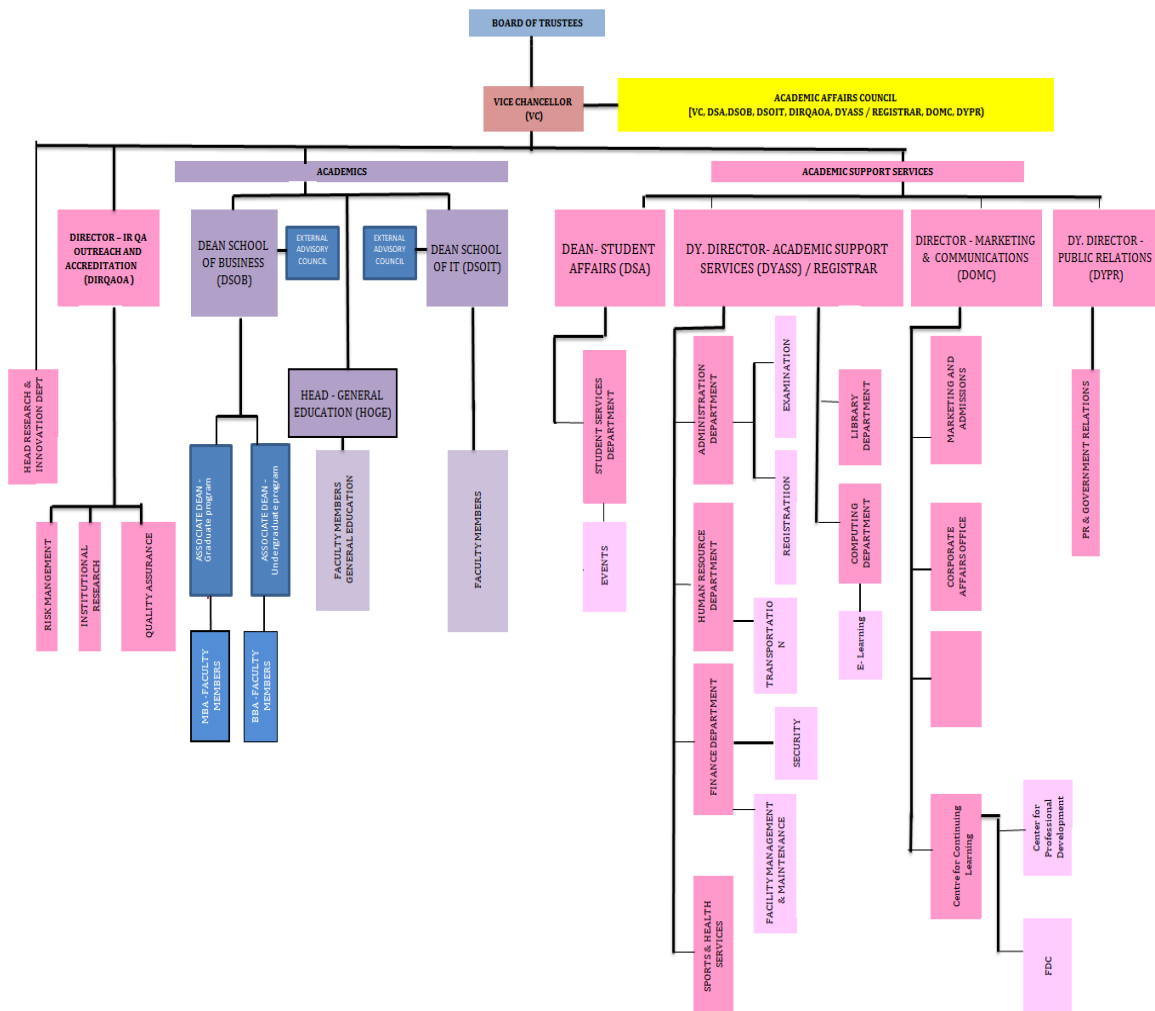 BOARD OF TRUSTEES
VICE CHANCELLOR
(VC)
ACADEMIC AFFAIRS COUNCIL
[VC, DSA,DSOB, DSOIT, DIRQAOA, DYASS / REGISTRAR, DOMC, DYPR)
ACADEMICS
ACADEMIC SUPPORT SERVICES
DIRECTOR – IR QA
OUTREACH AND
ACCREDITATION
(DIRQAOA )
DEAN SCHOOL
OF BUSINESS
(DSOB)
EXTERNAL
ADVISORY
COUNCIL
EXTERNAL
ADVISORY
COUNCIL
DEAN SCHOOL
OF IT (DSOIT)
DEAN- STUDENT
AFFAIRS (DSA)
DY. DIRECTOR- ACADEMIC SUPPORT
SERVICES (DYASS) / REGISTRAR
DIRECTOR - MARKETING
& COMMUNICATIONS
(DOMC)
DY. DIRECTOR -
PUBLIC RELATIONS
(DYPR)
HEAD RESEARCH &
INNOVATION DEPT
HEAD - GENERAL
EDUCATION (HOGE)
STUDENT SERVICES
DEPARTMENT
ADMINISTRATION
DEPARTMENT
EXAMINATION
LIBRARY
DEPARTMENT
MARKETING AND
ADMISSIONS
PR & GOVERNMENT RELATIONS
ASSOCIATE DEAN -
Graduate program
ASSOCIATE DEAN -
Undergraduate program
FACULTY MEMBERS
GENERAL EDUCATION
FACULTY MEMBERS
REGISTRATIION
COMPUTING
DEPARTMENT
RISK MANGEMENT
INSTITUTIONAL
RESEARCH
QUALITY ASSURANCE
EVENTS
HUMAN RESOURCE
DEPARTMENT
CORPORATE
AFFAIRS OFFICE
TRANSPORTATIO
N
E- Learning
MBA - FACULTY
MEMBERS
BBA - FACULTY
MEMBERS
FINANCE DEPARTMENT
SECURITY
FACILITY MANAGEMENT
& MAINTENANCE
Centre for Continuing
Learning
Center for
Professional
Development
SPORTS & HEALTH
SERVICES
FDC